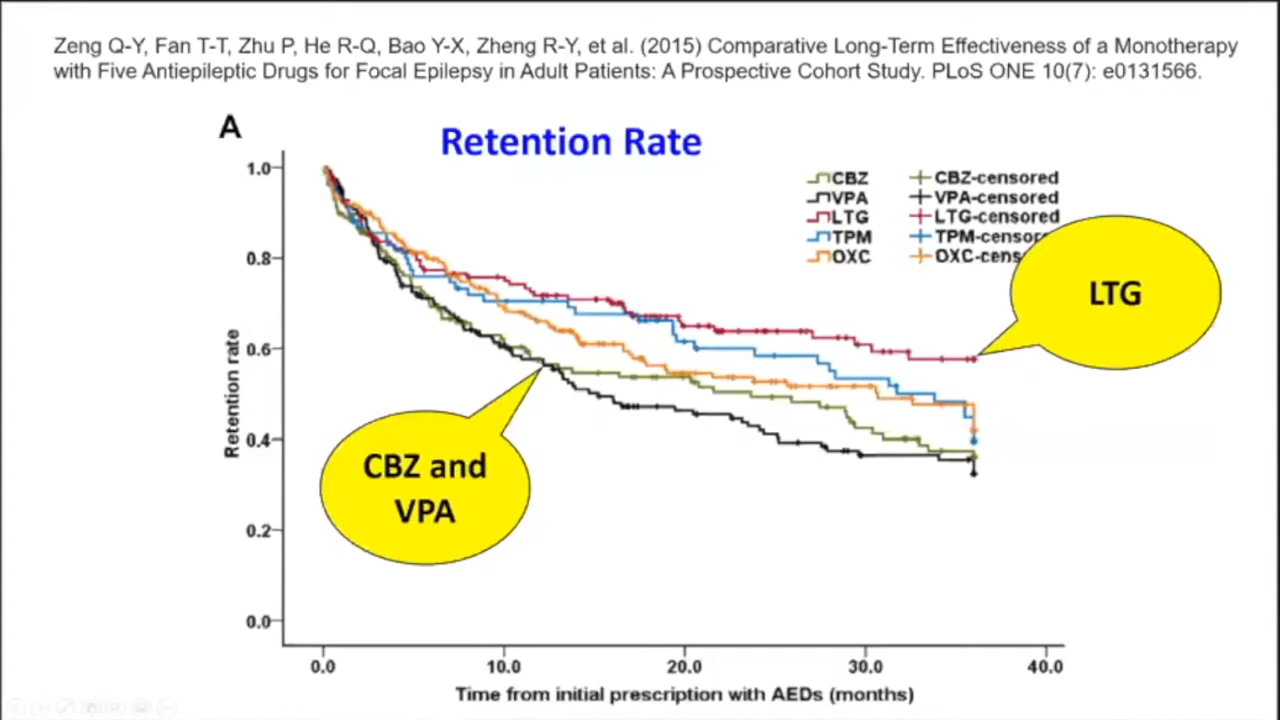 Zeng Q-Y, Fan T-T, Zhu P, He R-Q, Bao Y-X, Zheng R-Y, et al. (2015) Comparative Long-Term Effectiveness of a Monotherapy
with Five Antiepileptic Drugs for Focal Epilepsy in Adult Patients: A Prospective Cohort Study. PLoS ONE 10(7): e0131566.
A
Retention Rate
CBZ CBZ-censored
VPA VPA-censored
LTG LTG-censored
TPM TPM-censor
OXC OXC-cens
LTG
CBZ and
VPA
Retention rate
1.0
0.8
0.6
0.4
0.2
0.0
0.0 10.0 20.0 30.0 40.0
Time from initial prescription with AEDs (months)